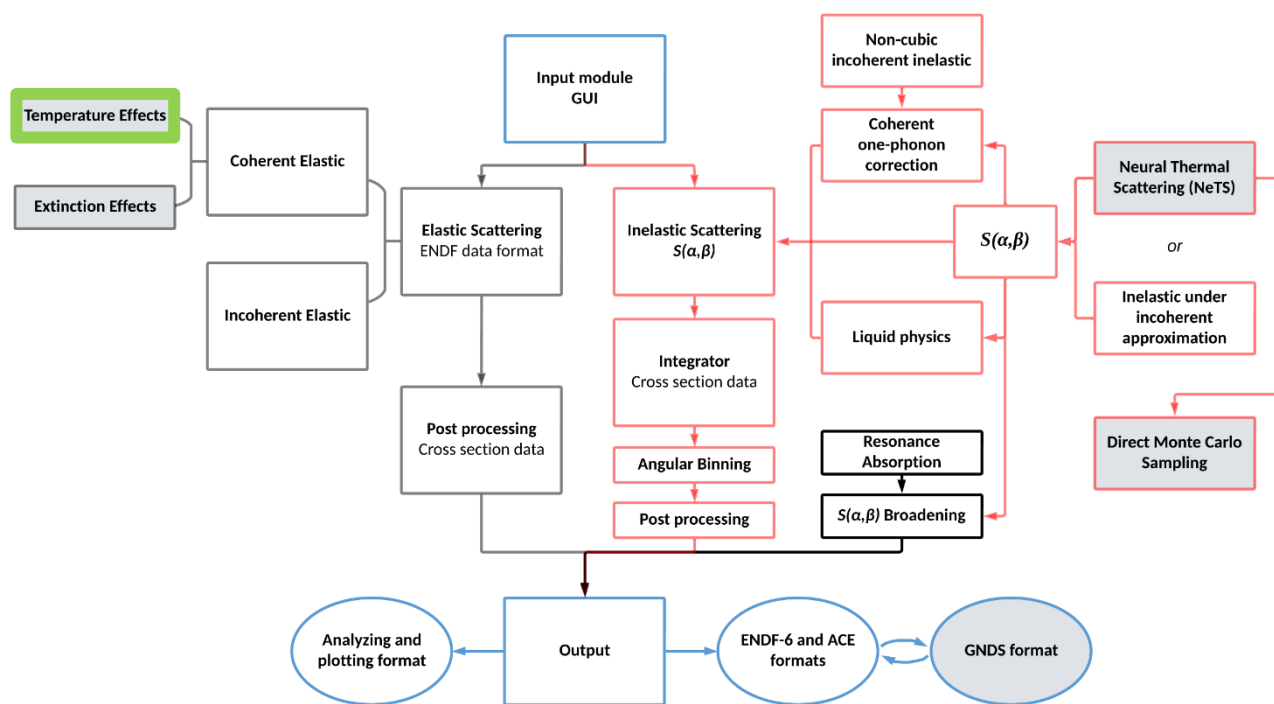 Non-cubic
incoherent inelastic
Input module
GUI
Temperature Effects
Coherent Elastic
Extinction Effects
Coherent
one-phonon
correction
Neural Thermal
Scattering (NeTS)
Elastic Scattering
ENDF data format
Inelastic Scattering
S(α,β)
S(α,β)
or
Incoherent Elastic
Liquid physics
Inelastic under
incoherent
approximation
Integrator
Cross section data
Post processing
Cross section data
Resonance
Absorption
Direct Monte Carlo
Sampling
Angular Binning
Post processing
S(α,β) Broadening
Analyzing and
plotting format
Output
ENDF-6 and ACE
formats
GNDS format